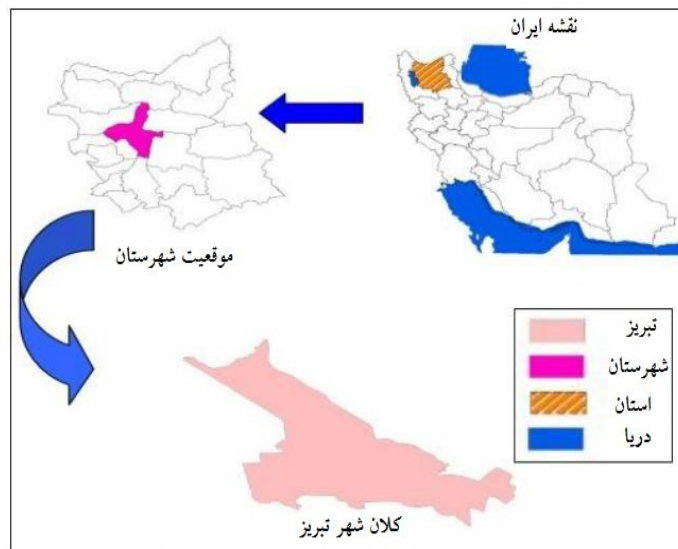 نقشه ایران
موقعیت شهرستان
تبریز
شهرستان
استان
دریا
کلان شهر تبریز